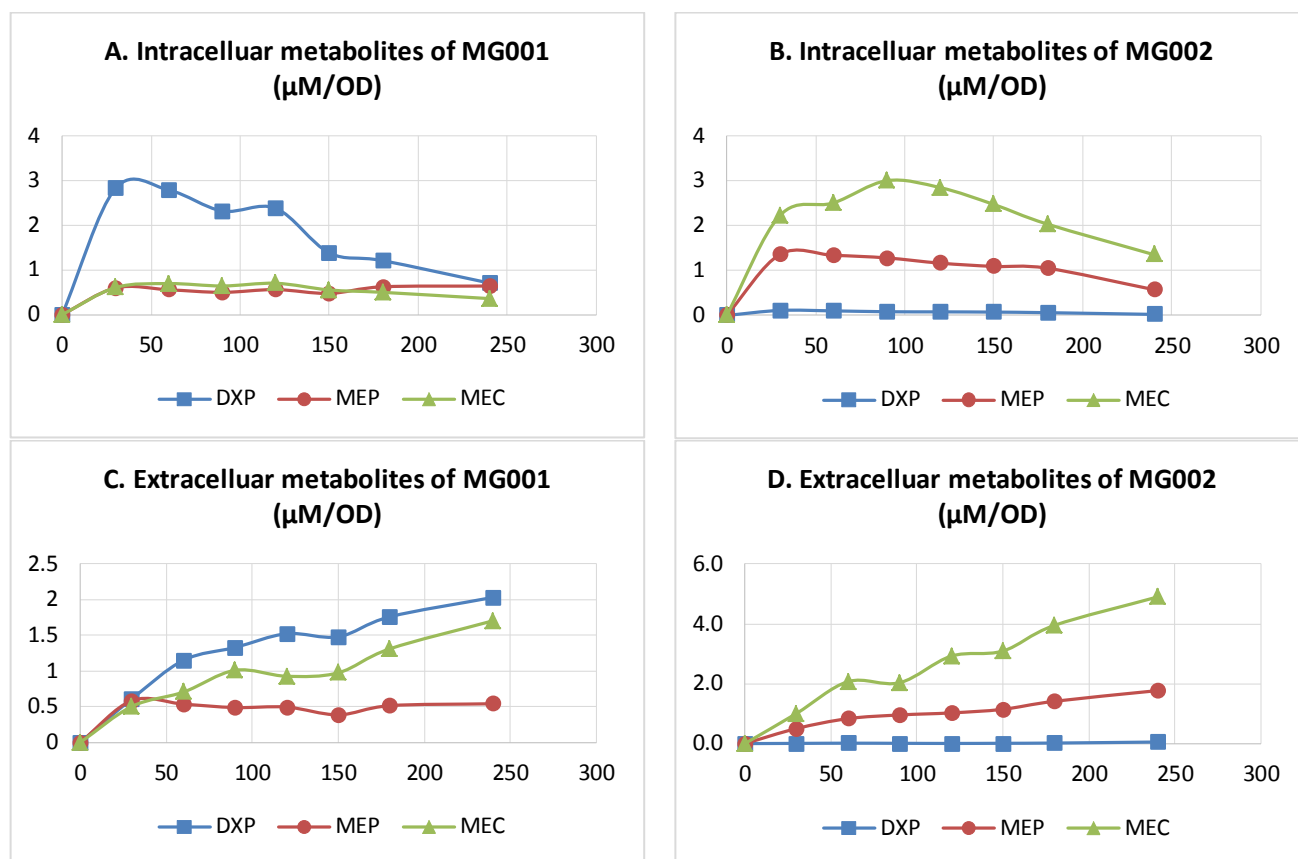 A. Intracelluar metabolites of MG001
(µM/OD)
4
3
2
1
0
0 50 100 150 200 250 300
DXP MEP MEC
B. Intracelluar metabolites of MG002
(µM/OD)
4
3
2
1
0
0 50 100 150 200 250 300
DXP MEP MEC
C. Extracelluar metabolites of MG001
(µM/OD)
2.5
2
1.5
1
0.5
0
0 50 100 150 200 250 300
DXP MEP MEC
D. Extracelluar metabolites of MG002
(µM/OD)
6.0
4.0
2.0
0.0
0 50 100 150 200 250 300
DXP MEP MEC